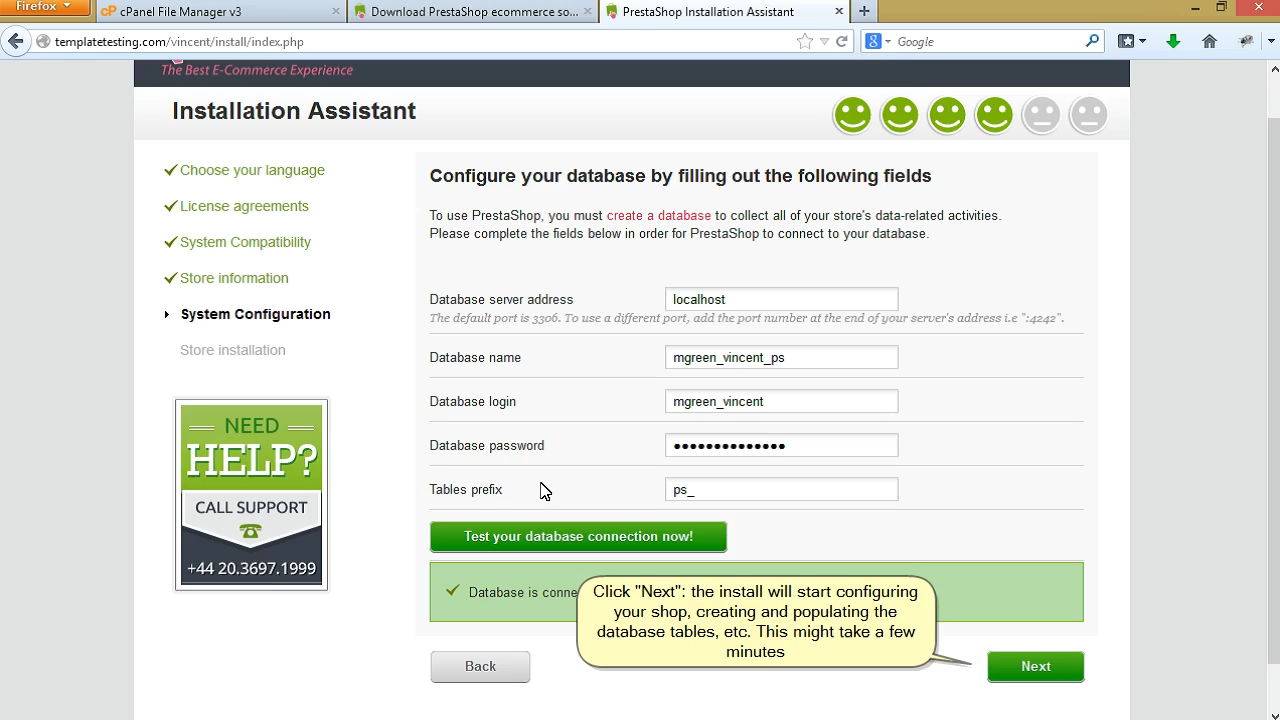 Firefox
cPanel File Manager v3
Download PrestaShop ecommerce so...
PrestaShop Installation Assistant
templatetesting.com/vincent/install/index.php
Google
The Best E-Commerce Experience
Installation Assistant
Choose your language
License agreements
System Compatibility
Store information
System Configuration
Store installation
NEED
HELP?
CALL SUPPORT
+44 20.3697.1999
Configure your database by filling out the following fields
To use PrestaShop, you must create a database to collect all of your store's data-related activities.
Please complete the fields below in order for PrestaShop to connect to your database.
Database server address localhost
The default port is 3306. To use a different port, add the port number at the end of your server's address i.e ":4242".
Database name mgreen_vincent_ps
Database login mgreen_vincent
Database password ••••••••••••••
Tables prefix ps_
Test your database connection now!
Database is conne
Click "Next": the install will start configuring
your shop, creating and populating the
database tables, etc. This might take a few
minutes
Back
Next